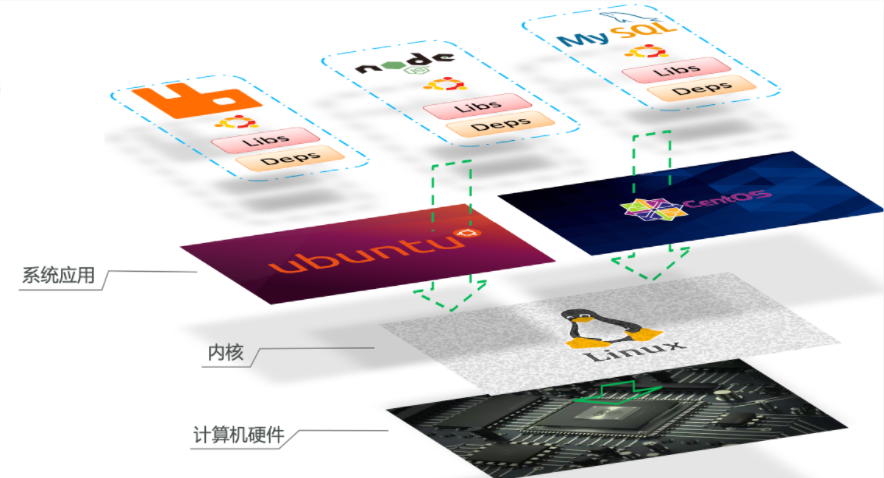 MySQL
Libs
Deps
node
JS
Libs
Deps
Libs
Deps
CentOS
ubuntu
系统应用
Linux
内核
计算机硬件